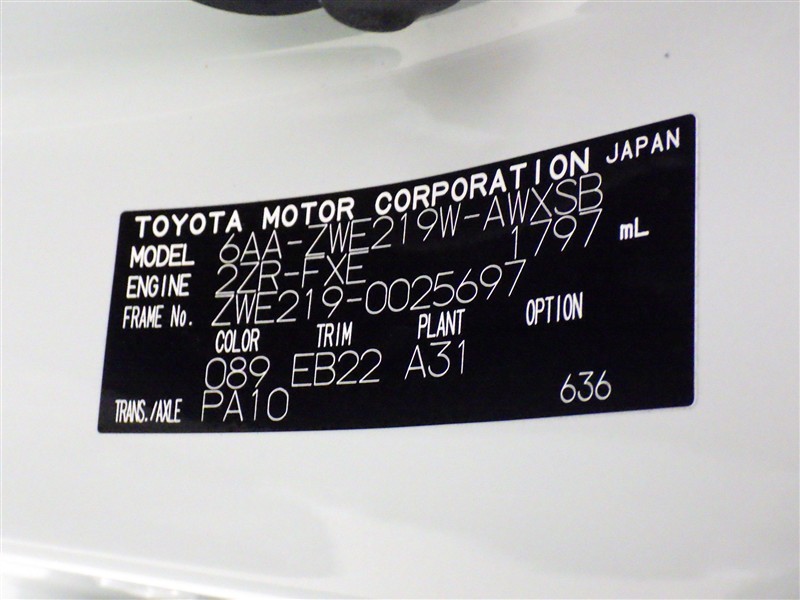 TOYOTA MOTOR CORPORATION JAPAN
MODEL 6AA-ZWE219W-AWXSB
ENGINE 2ZR-FXE 1797 mL
FRAME No. ZWE219-0025697
COLOR TRIM PLANT OPTION
089 EB22 A31
TRANS./AXLE PA10 636